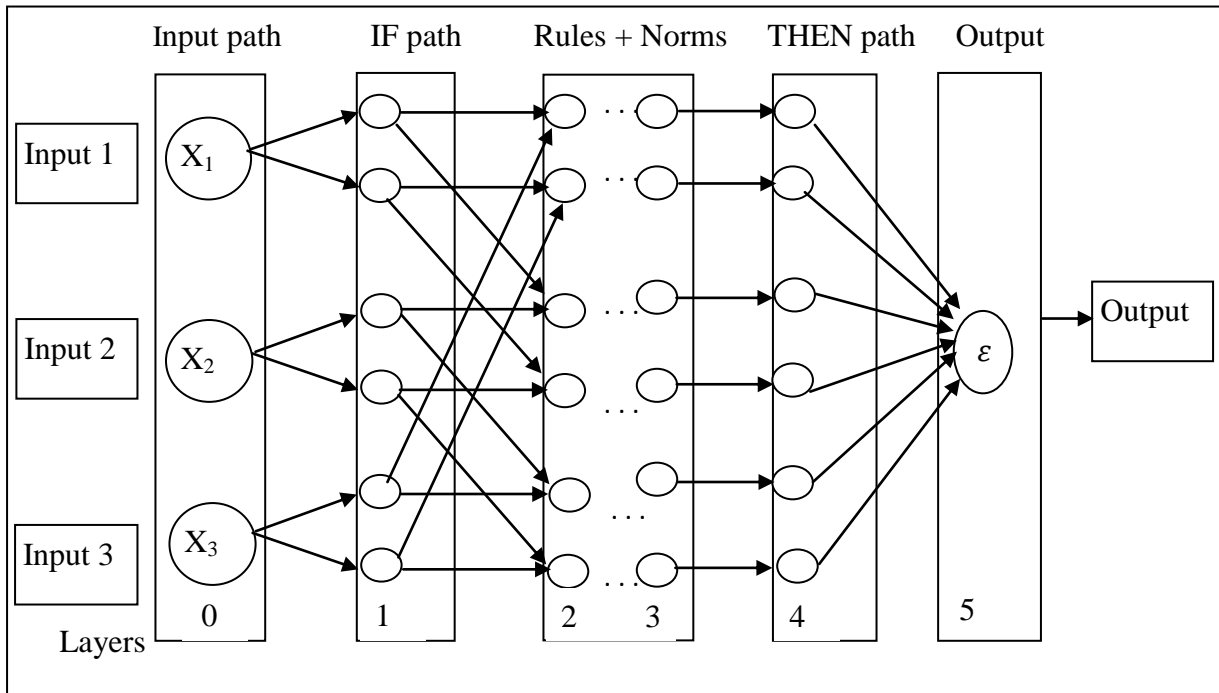 Input path IF path Rules + Norms THEN path Output
Input 1
X₁
. . .
. . .
Input 2
X₂
. . .
. . .
Output
ε
Input 3
X₃
. . .
. . .
Layers
0 1 2 3 4 5